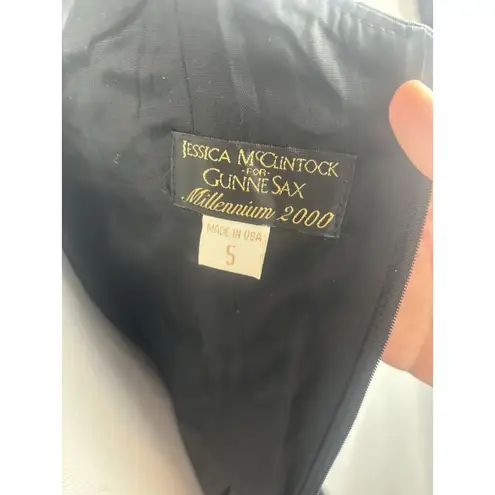 JESSICA McCLINTOCK
-FOR-
GUNNE SAX
Millennium 2000
MADE IN USA
5